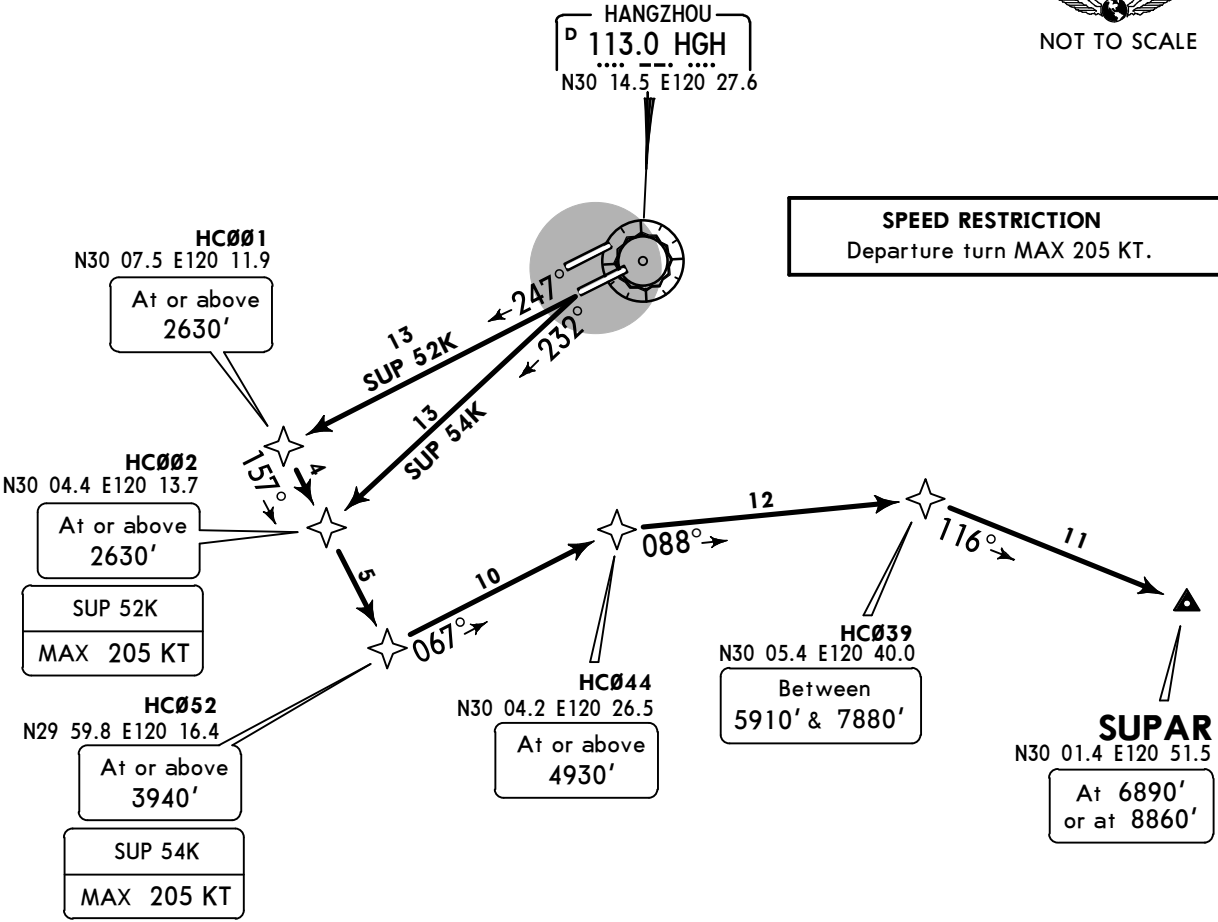 HANGZHOU
D 113.0 HGH
N30 14.5 E120 27.6
NOT TO SCALE
SPEED RESTRICTION
Departure turn MAX 205 KT.
HCØØ1
N30 07.5 E120 11.9
At or above
2630'
247°
232°
13
SUP 52K
13
SUP 54K
157°
4
HCØØ2
N30 04.4 E120 13.7
At or above
2630'
SUP 52K
MAX 205 KT
5
HCØ52
N29 59.8 E120 16.4
At or above
3940'
SUP 54K
MAX 205 KT
067°
10
HCØ44
N30 04.2 E120 26.5
At or above
4930'
088°
12
HCØ39
N30 05.4 E120 40.0
Between
5910' & 7880'
116°
11
SUPAR
N30 01.4 E120 51.5
At 6890'
or at 8860'